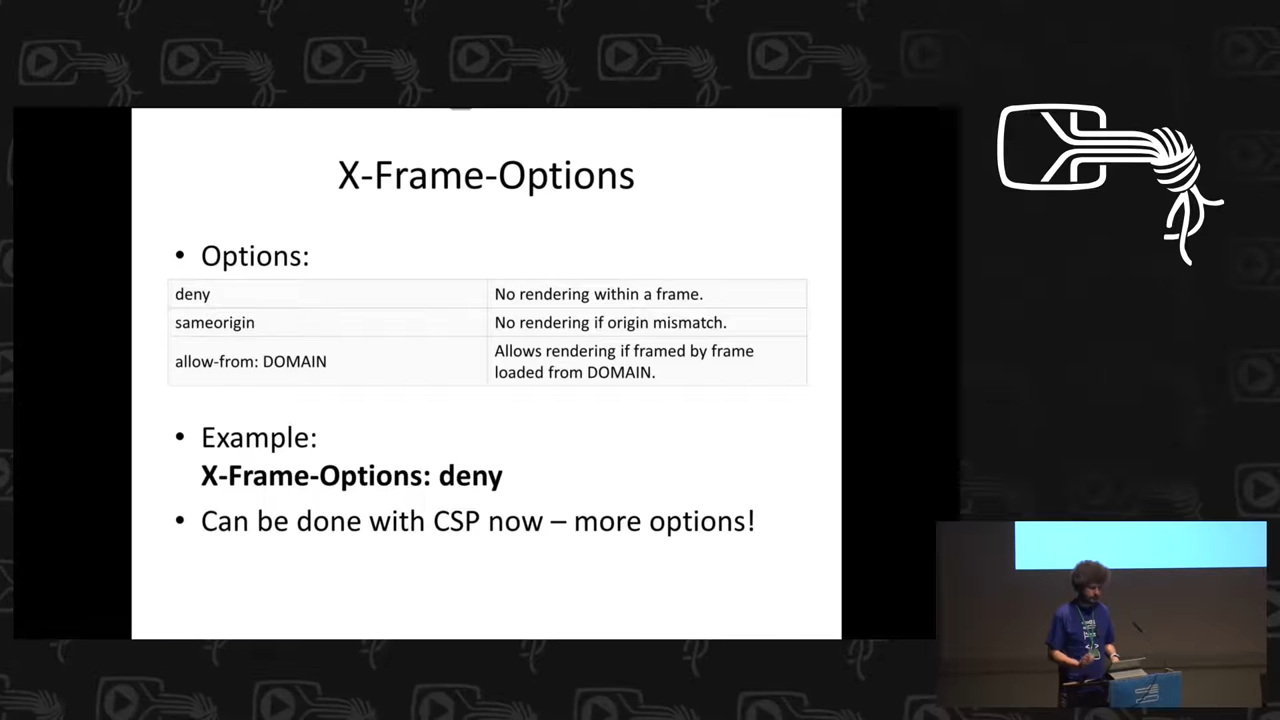 X-Frame-Options
• Options:
deny No rendering within a frame.
sameorigin No rendering if origin mismatch.
allow-from: DOMAIN Allows rendering if framed by frame
loaded from DOMAIN.
• Example:
X-Frame-Options: deny
• Can be done with CSP now – more options!